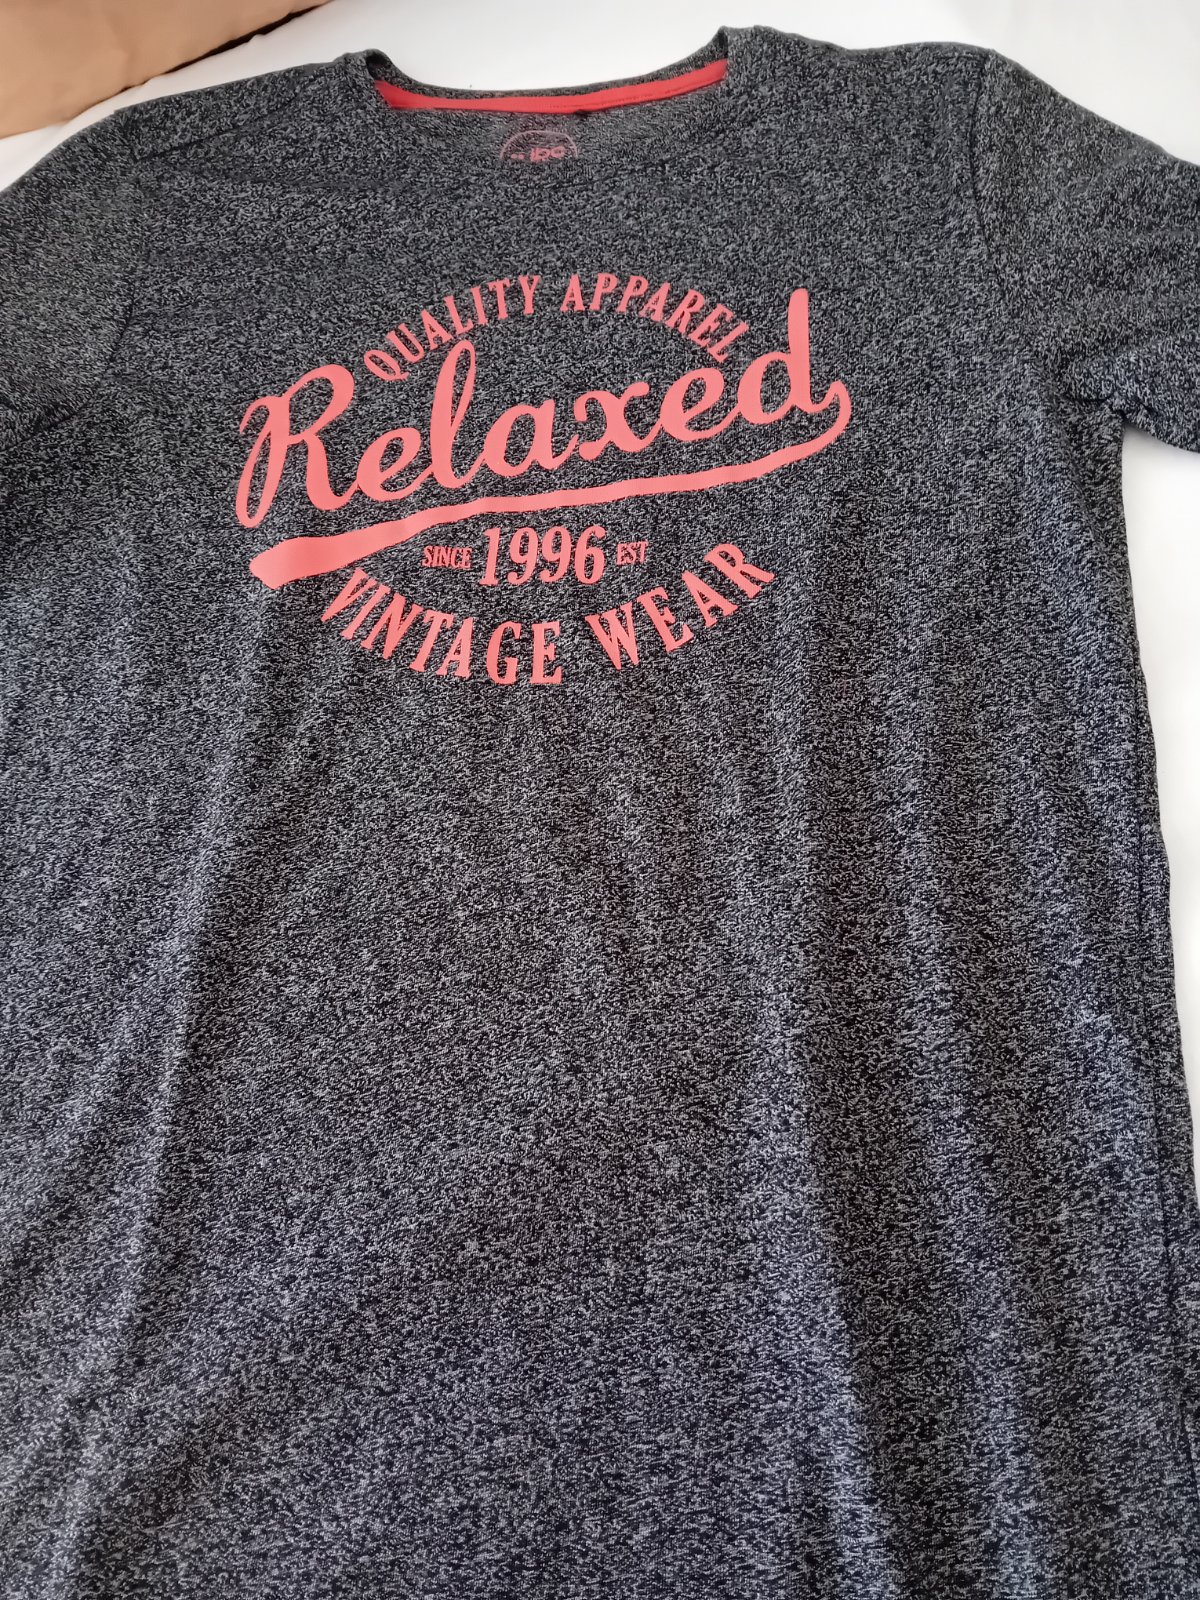 QUALITY APPAREL
Relaxed
SINCE 1996 EST
VINTAGE WEAR